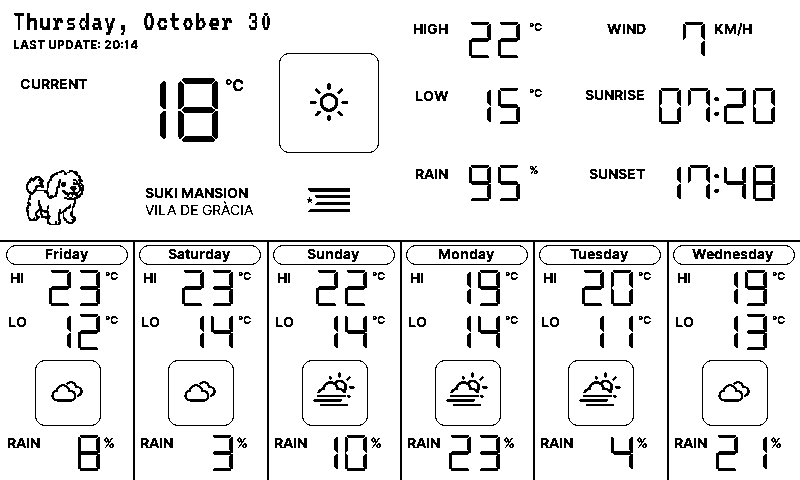 Thursday, October 30
LAST UPDATE: 20:14
CURRENT 18 °C
SUKI MANSION
VILA DE GRÀCIA
HIGH 22 °C
LOW 15 °C
RAIN 95 %
WIND 7 KM/H
SUNRISE 07:20
SUNSET 17:48
Friday
HI 23 °C
LO 12 °C
RAIN 8 %
Saturday
HI 23 °C
LO 14 °C
RAIN 3 %
Sunday
HI 22 °C
LO 14 °C
RAIN 10 %
Monday
HI 19 °C
LO 14 °C
RAIN 23 %
Tuesday
HI 20 °C
LO 11 °C
RAIN 4 %
Wednesday
HI 19 °C
LO 13 °C
RAIN 21 %